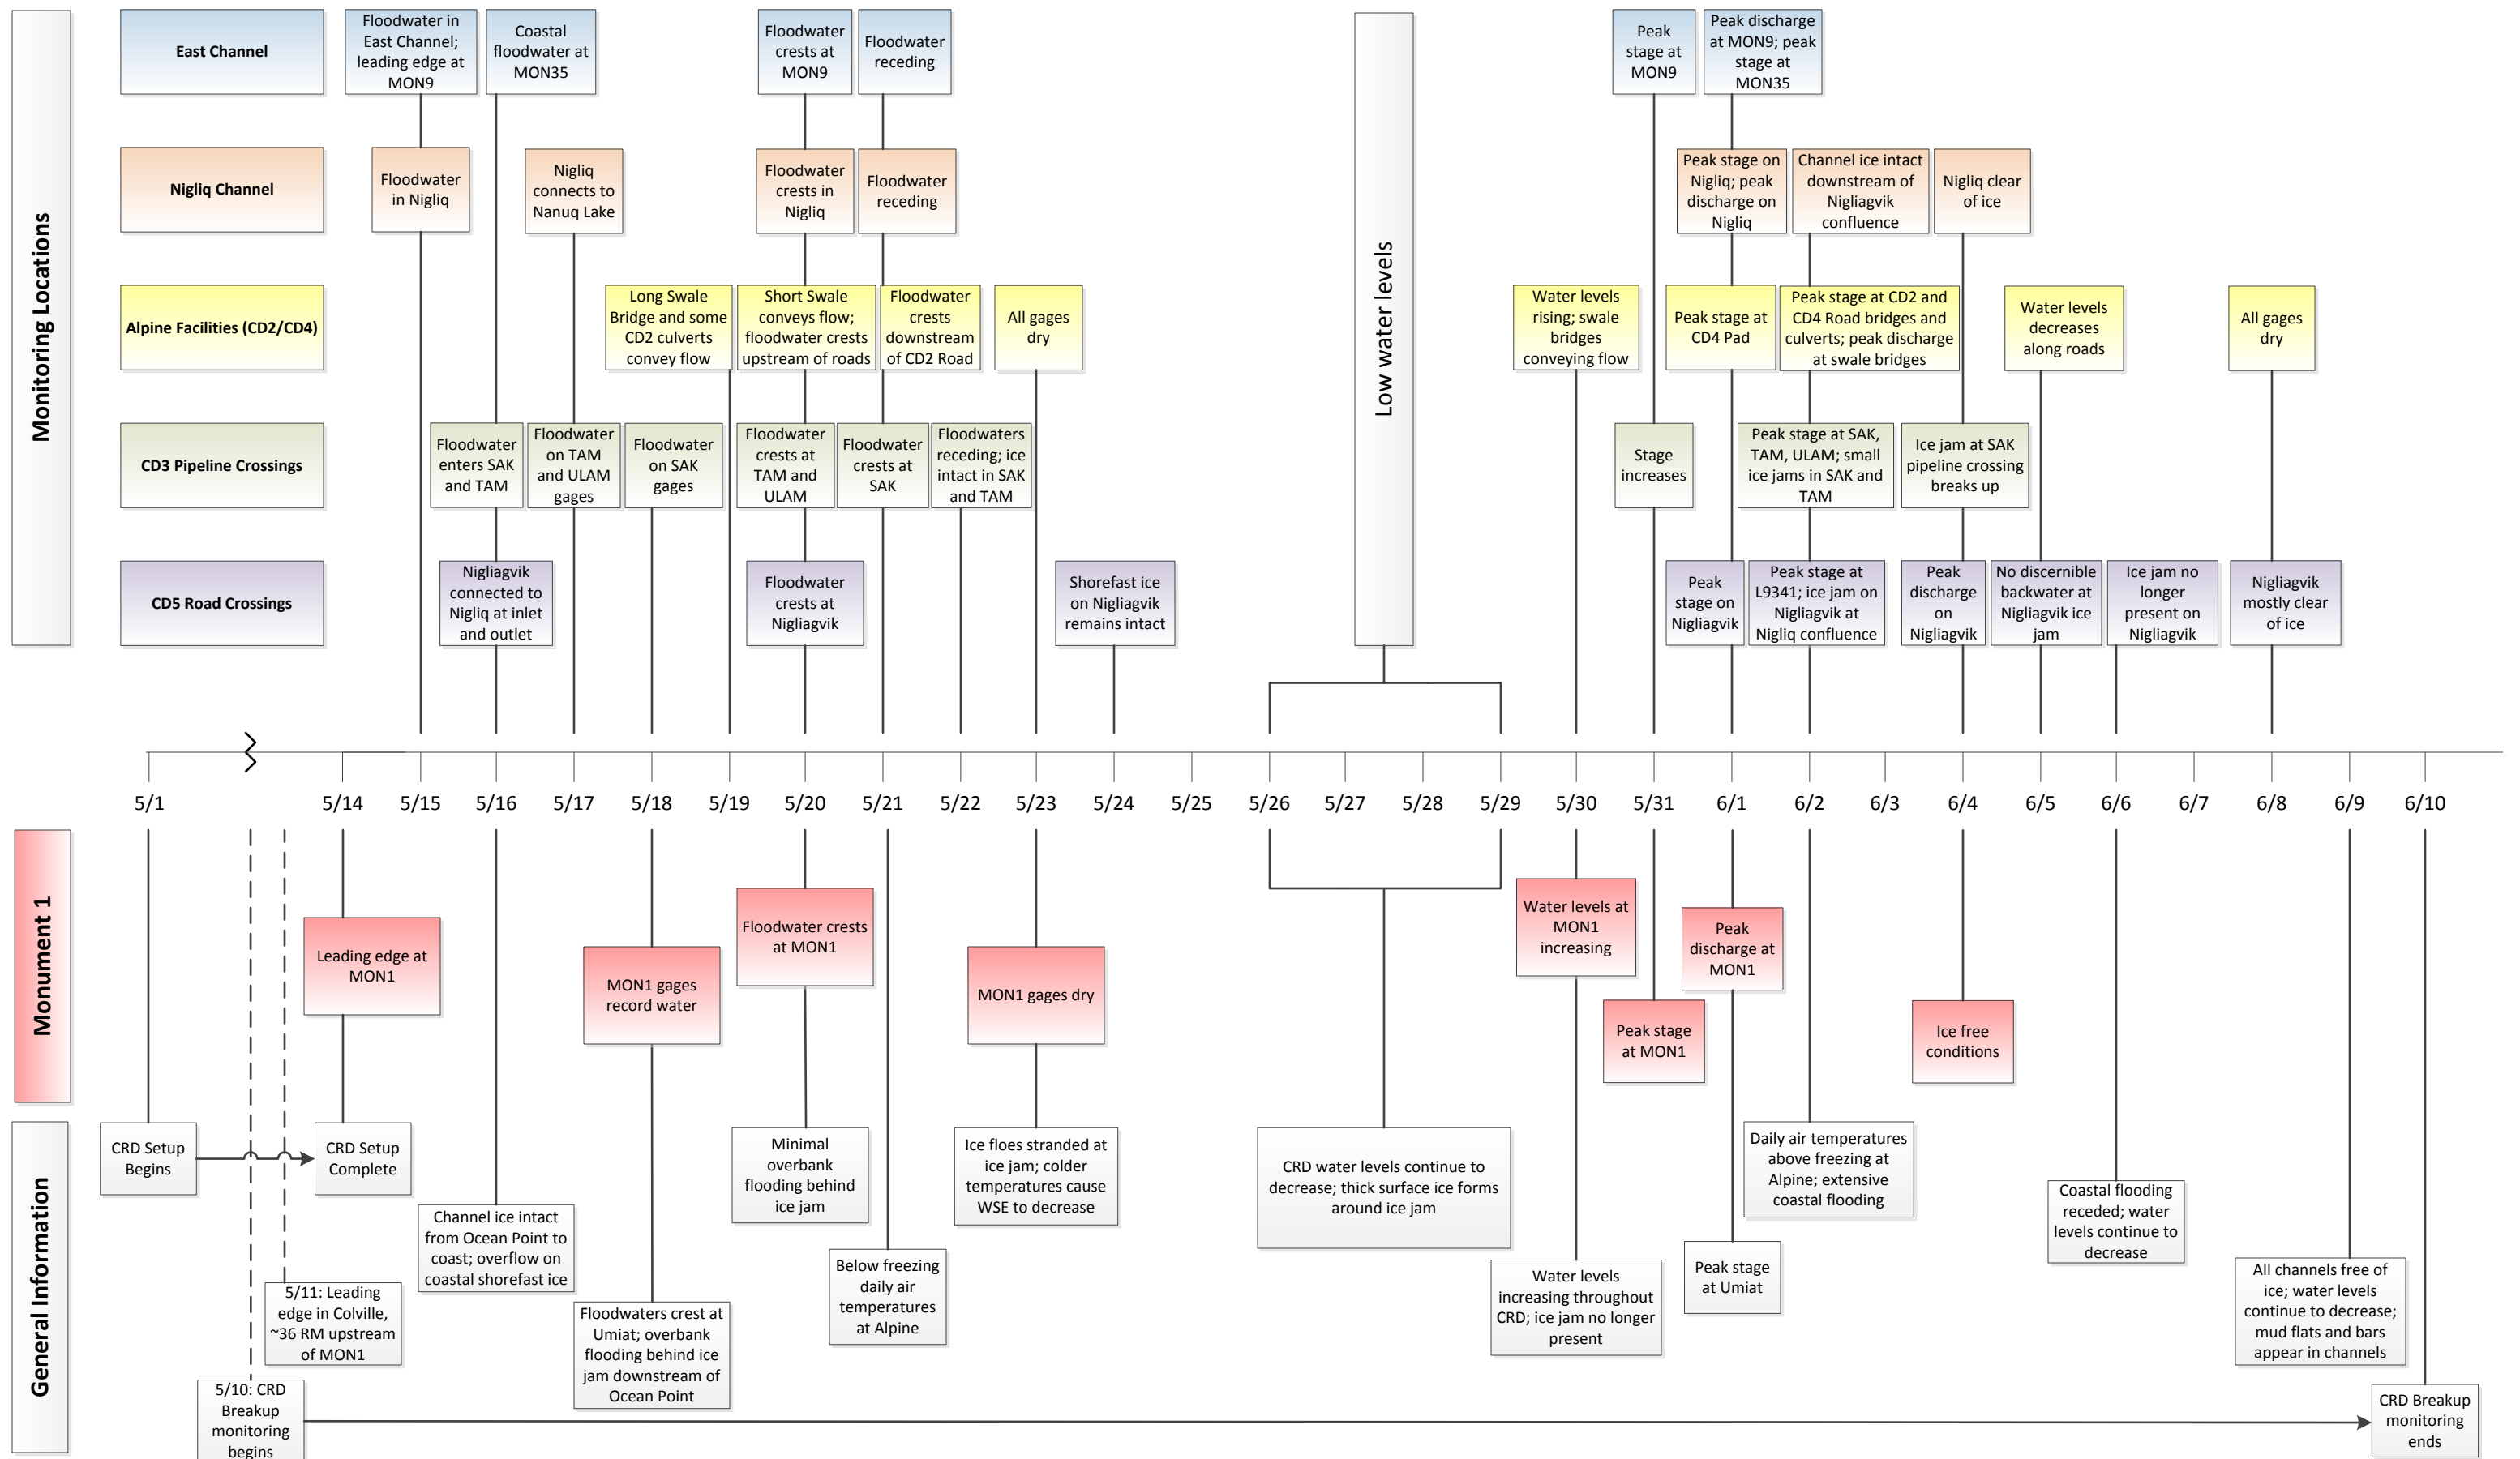 Monitoring Locations
East Channel
Floodwater in
East Channel;
leading edge at
MON9
Coastal
floodwater at
MON35
Floodwater
crests at
MON9
Floodwater
receding
Peak
stage at
MON9
Peak discharge
at MON9; peak
stage at
MON35
Nigliq Channel
Floodwater
in Nigliq
Nigliq
connects to
Nanuq Lake
Floodwater
crests in
Nigliq
Floodwater
receding
Peak stage on
Nigliq; peak
discharge on
Nigliq
Channel ice intact
downstream of
Nigliagvik
confluence
Nigliq clear
of ice
Alpine Facilities (CD2/CD4)
Long Swale
Bridge and some
CD2 culverts
convey flow
Short Swale
conveys flow;
floodwater crests
upstream of roads
Floodwater
crests
downstream
of CD2 Road
All gages
dry
Low water levels
Water levels
rising; swale
bridges
conveying flow
Peak stage at
CD4 Pad
Peak stage at CD2 and
CD4 Road bridges and
culverts; peak discharge
at swale bridges
Water levels
decreases
along roads
All gages
dry
CD3 Pipeline Crossings
Floodwater
enters SAK
and TAM
Floodwater
on TAM
and ULAM
gages
Floodwater
on SAK
gages
Floodwater
crests at
TAM and
ULAM
Floodwater
crests at
SAK
Floodwaters
receding; ice
intact in SAK
and TAM
Stage
increases
Peak stage at SAK,
TAM, ULAM; small
ice jams in SAK and
TAM
Ice jam at SAK
pipeline crossing
breaks up
CD5 Road Crossings
Nigliagvik
connected to
Nigliq at inlet
and outlet
Floodwater
crests at
Nigliagvik
Shorefast ice
on Nigliagvik
remains intact
Peak
stage on
Nigliagvik
Peak stage at
L9341; ice jam on
Nigliagvik at
Nigliq confluence
Peak
discharge
on
Nigliagvik
No discernible
backwater at
Nigliagvik ice
jam
Ice jam no
longer
present on
Nigliagvik
Nigliagvik
mostly clear
of ice
5/1
5/14
5/15
5/16
5/17
5/18
5/19
5/20
5/21
5/22
5/23
5/24
5/25
5/26
5/27
5/28
5/29
5/30
5/31
6/1
6/2
6/3
6/4
6/5
6/6
6/7
6/8
6/9
6/10
Monument 1
Leading edge at
MON1
MON1 gages
record water
Floodwater crests
at MON1
MON1 gages dry
Water levels at
MON1
increasing
Peak stage
at MON1
Peak
discharge at
MON1
Ice free
conditions
General Information
CRD Setup
Begins
CRD Setup
Complete
5/10: CRD
Breakup
monitoring
begins
5/11: Leading
edge in Colville,
~36 RM upstream
of MON1
Channel ice intact
from Ocean Point to
coast; overflow on
coastal shorefast ice
Floodwaters crest at
Umiat; overbank
flooding behind ice
jam downstream of
Ocean Point
Minimal
overbank
flooding behind
ice jam
Below freezing
daily air
temperatures
at Alpine
Ice floes stranded at
ice jam; colder
temperatures cause
WSE to decrease
CRD water levels continue to
decrease; thick surface ice forms
around ice jam
Water levels
increasing throughout
CRD; ice jam no longer
present
Peak stage
at Umiat
Daily air temperatures
above freezing at
Alpine; extensive
coastal flooding
Coastal flooding
receded; water
levels continue to
decrease
All channels free of
ice; water levels
continue to decrease;
mud flats and bars
appear in channels
CRD Breakup
monitoring
ends